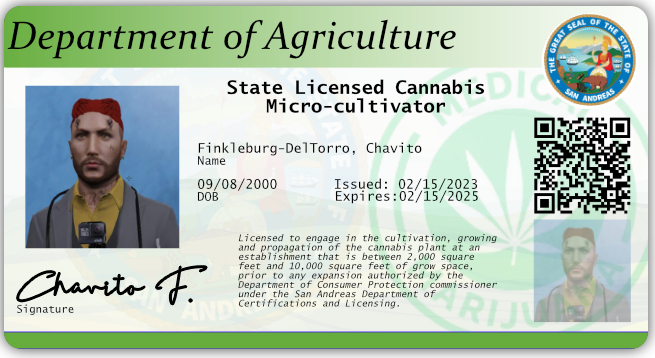 Department of Agriculture
THE GREAT SEAL OF THE STATE OF
SAN ANDREAS
State Licensed Cannabis
Micro-cultivator
Finkleburg-DelTorro, Chavito
Name
09/08/2000 Issued: 02/15/2023
DOB Expires:02/15/2025
Licensed to engage in the cultivation, growing
and propagation of the cannabis plant at an
establishment that is between 2,000 square
feet and 10,000 square feet of grow space,
prior to any expansion authorized by the
Department of Consumer Protection commissioner
under the San Andreas Department of
Certifications and Licensing.
Chavito F.
Signature
MEDICAL
MARIJU